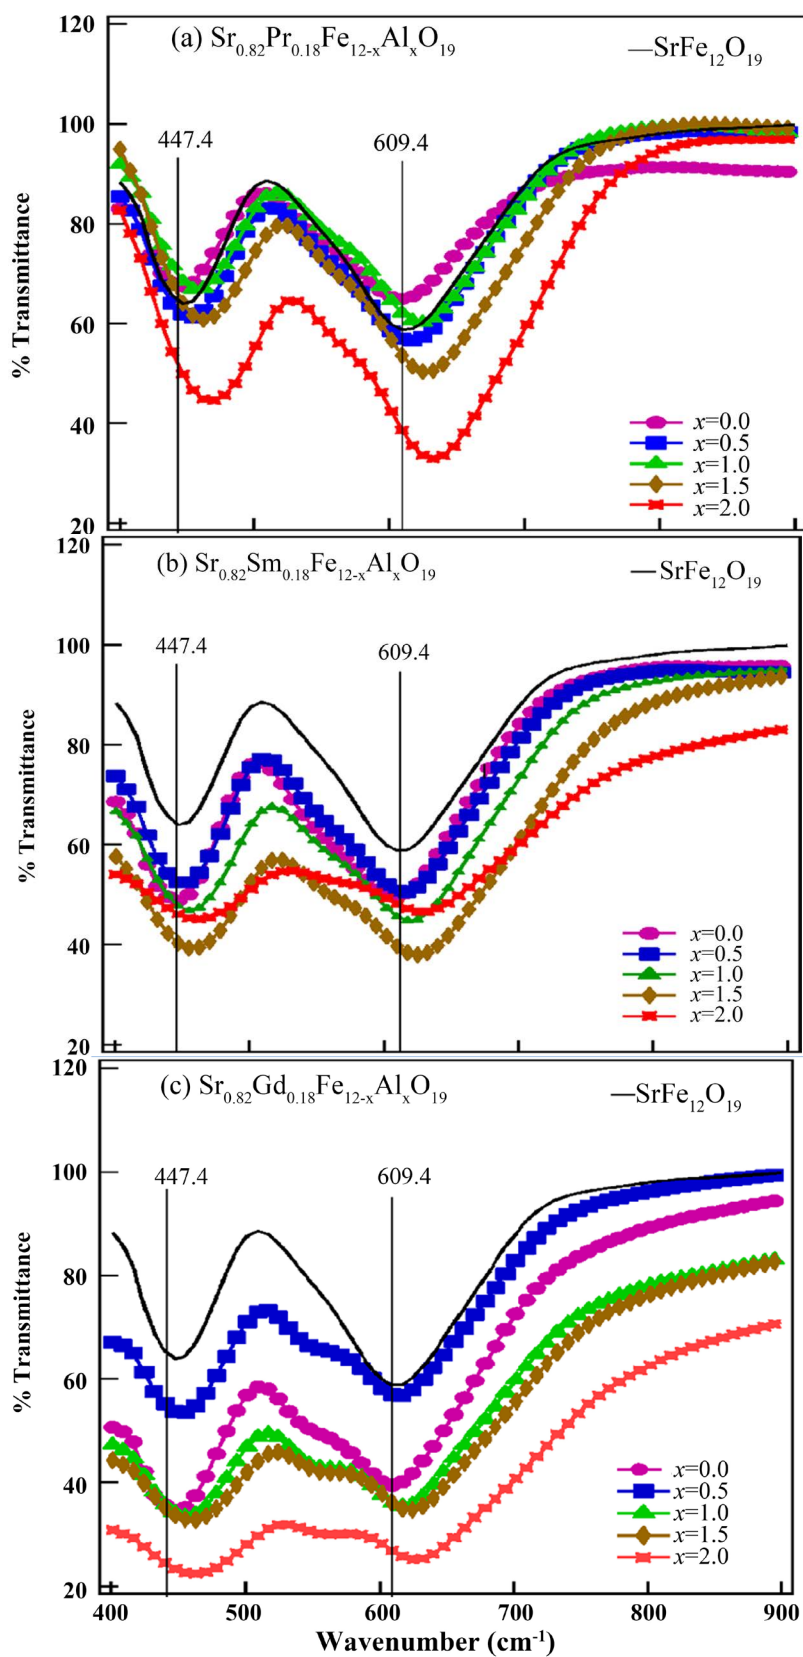 120
(a) Sr0.82Pr0.18Fe12-xAlxO19
—SrFe12O19
100
447.4
609.4
80
60
40
20
% Transmittance
x=0.0
x=0.5
x=1.0
x=1.5
x=2.0
120
(b) Sr0.82Sm0.18Fe12-xAlxO19
—SrFe12O19
100
447.4
609.4
80
60
40
20
% Transmittance
x=0.0
x=0.5
x=1.0
x=1.5
x=2.0
120
(c) Sr0.82Gd0.18Fe12-xAlxO19
—SrFe12O19
100
447.4
609.4
80
60
40
20
% Transmittance
x=0.0
x=0.5
x=1.0
x=1.5
x=2.0
400 500 600 700 800 900
Wavenumber (cm-1)